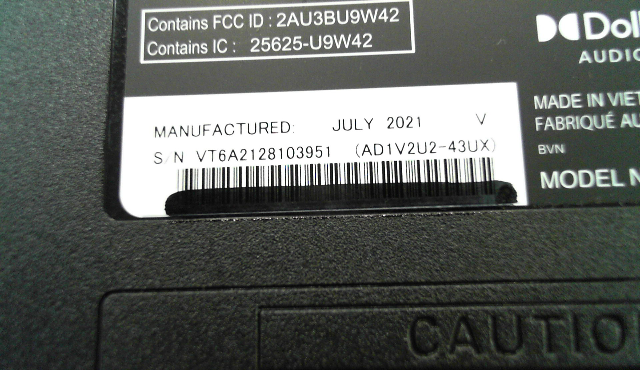 Contains FCC ID : 2AU3BU9W42
Contains IC : 25625-U9W42
MANUFACTURED: JULY 2021 V
S/N VT6A2128103951 (AD1V2U2-43UX)
AUDIO
MADE IN VIET
FABRIQUÉ AU
BVN
MODEL N
CAUTIO